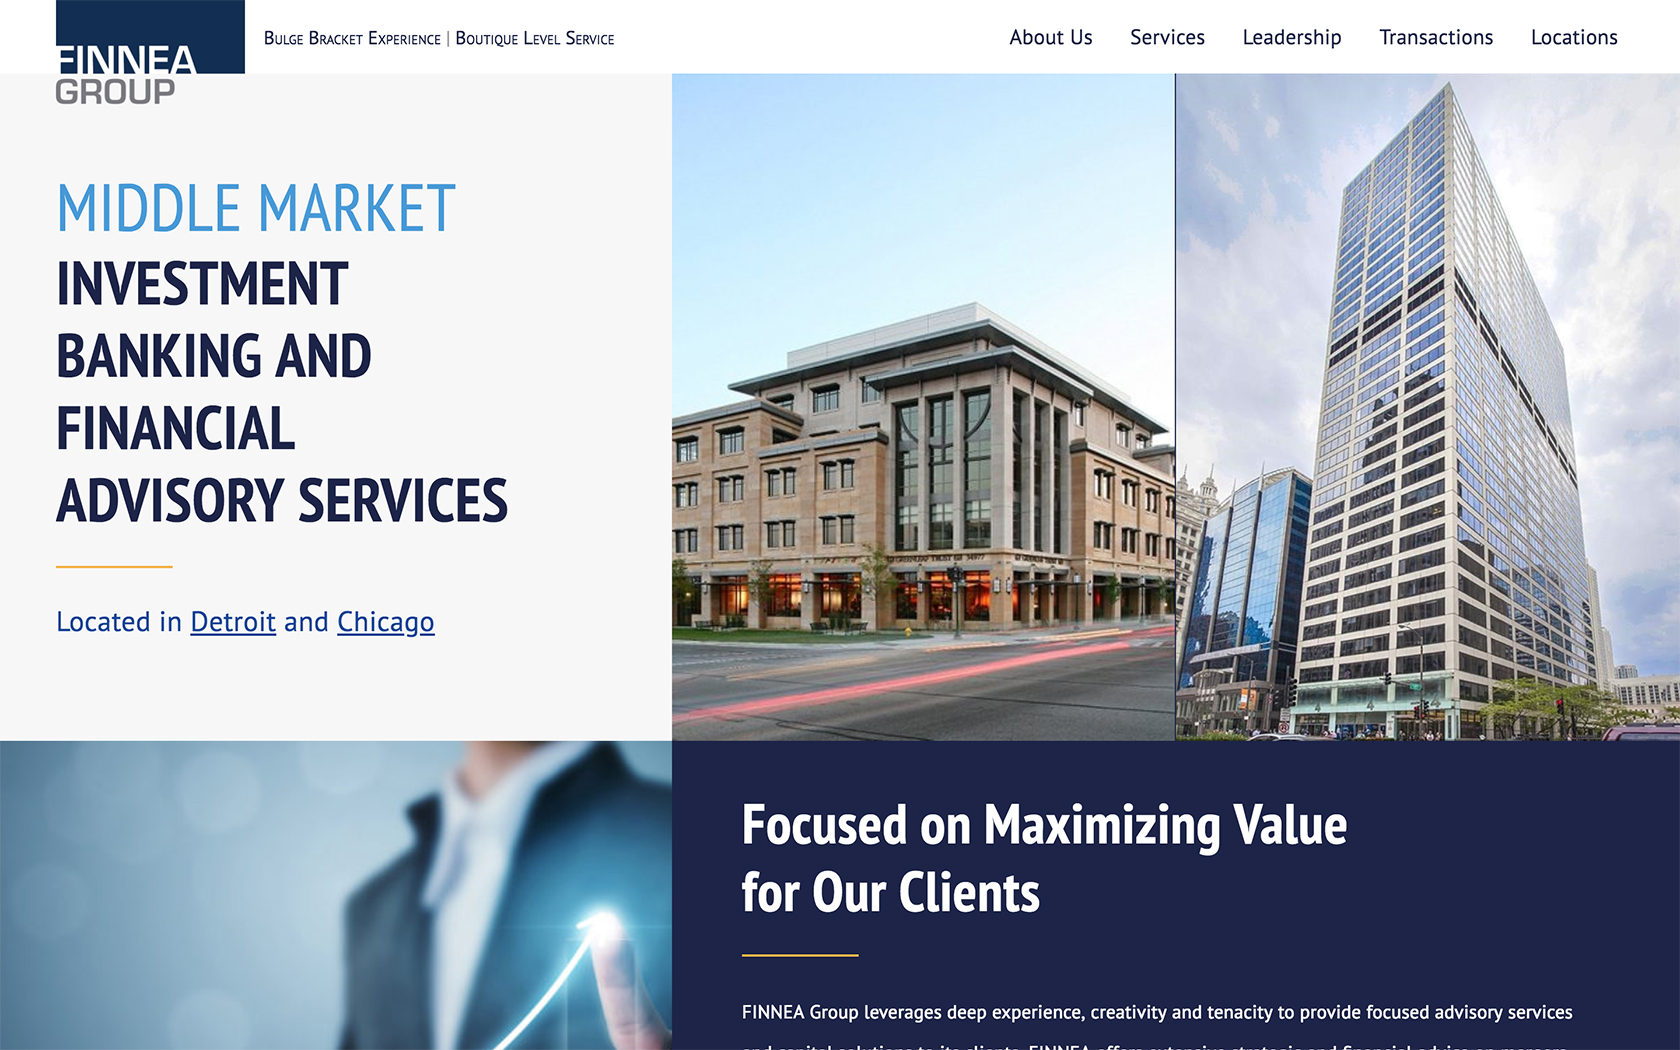 FINNEA
GROUP
Bulge Bracket Experience | Boutique Level Service
About Us
Services
Leadership
Transactions
Locations
MIDDLE MARKET
INVESTMENT
BANKING AND
FINANCIAL
ADVISORY SERVICES
Located in Detroit and Chicago
Focused on Maximizing Value
for Our Clients
FINNEA Group leverages deep experience, creativity and tenacity to provide focused advisory services